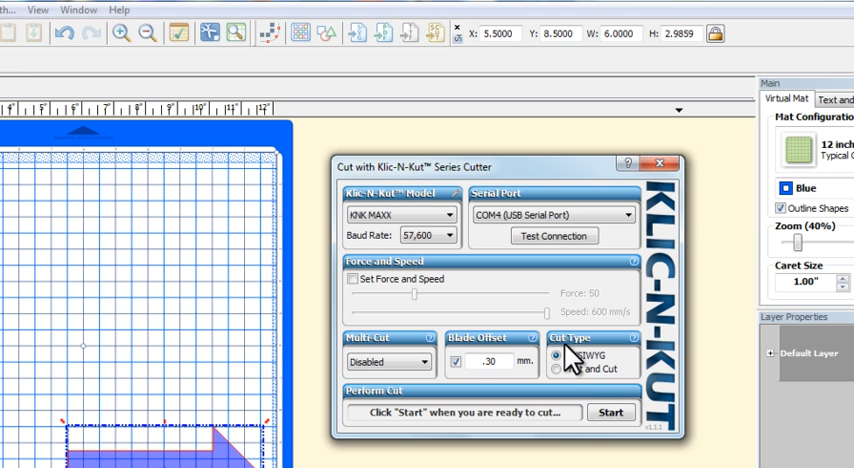 View Window Help
X: 5.5000 Y: 8.5000 W: 6.0000 H: 2.9859
4" 5" 6" 7" 8" 9" 10" 11" 12"
Main
Virtual Mat Text and
Mat Configuratio
12 inch
Typical C
Blue
Outline Shapes
Zoom (40%)
Caret Size
1.00"
Layer Properties
Default Layer
Cut with Klic-N-Kut™ Series Cutter
Klic-N-Kut™ Model
KNK MAXX
Baud Rate: 57,600
Serial Port
COM4 (USB Serial Port)
Test Connection
Force and Speed
Set Force and Speed
Force: 50
Speed: 600 mm/s
Multi-Cut
Disabled
Blade Offset
.30 mm.
Cut Type
SIWYG
and Cut
Perform Cut
Click "Start" when you are ready to cut... Start
KLIC-N-KUT
v1.1.1